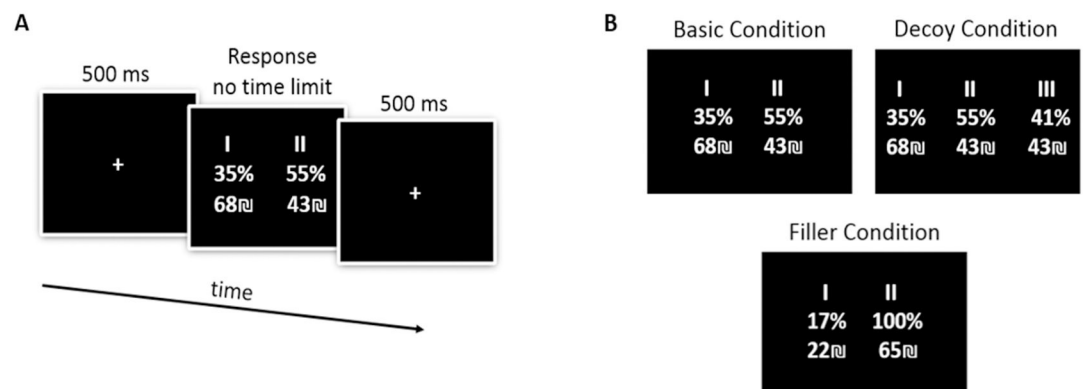 A
500 ms
Response
no time limit
500 ms
+
I II
35% 55%
68₪ 43₪
+
time
B
Basic Condition
I II
35% 55%
68₪ 43₪
Decoy Condition
I II III
35% 55% 41%
68₪ 43₪ 43₪
Filler Condition
I II
17% 100%
22₪ 65₪